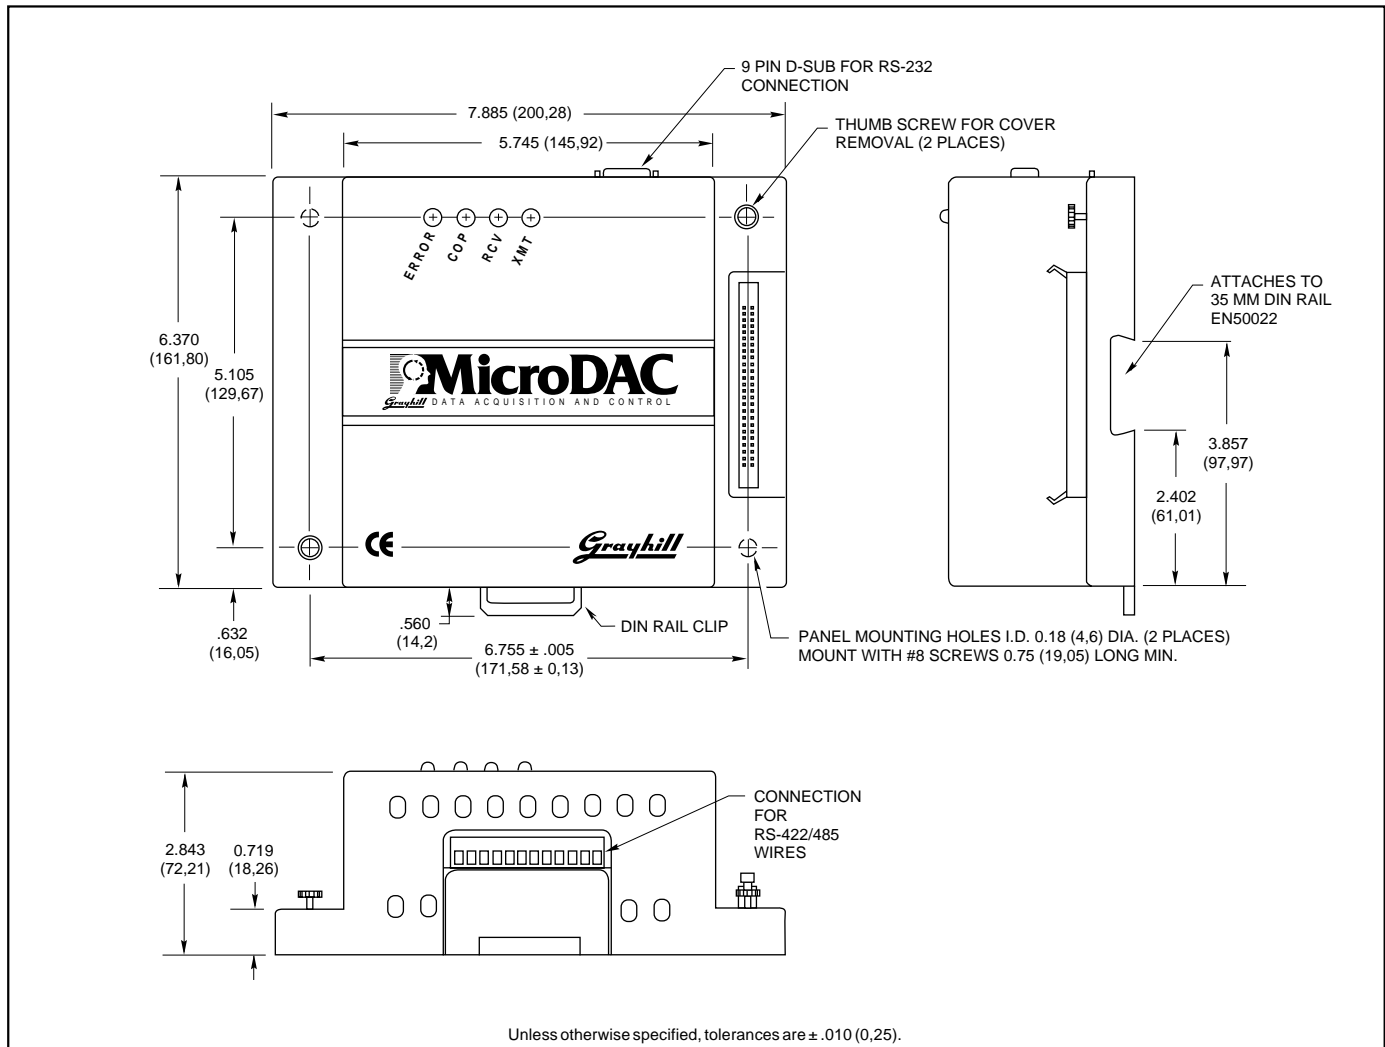 9 PIN D-SUB FOR RS-232
CONNECTION
7.885 (200,28)
5.745 (145,92)
THUMB SCREW FOR COVER
REMOVAL (2 PLACES)
ERROR
COP
RCV
XMT
ATTACHES TO
35 MM DIN RAIL
EN50022
6.370
(161,80)
5.105
(129,67)
MicroDAC
Grayhill DATA ACQUISITION AND CONTROL
3.857
(97,97)
2.402
(61,01)
CE
Grayhill
.632
(16,05)
.560
(14,2)
DIN RAIL CLIP
6.755 ± .005
(171,58 ± 0,13)
PANEL MOUNTING HOLES I.D. 0.18 (4,6) DIA. (2 PLACES)
MOUNT WITH #8 SCREWS 0.75 (19,05) LONG MIN.
CONNECTION
FOR
RS-422/485
WIRES
2.843
(72,21)
0.719
(18,26)
Unless otherwise specified, tolerances are ± .010 (0,25).